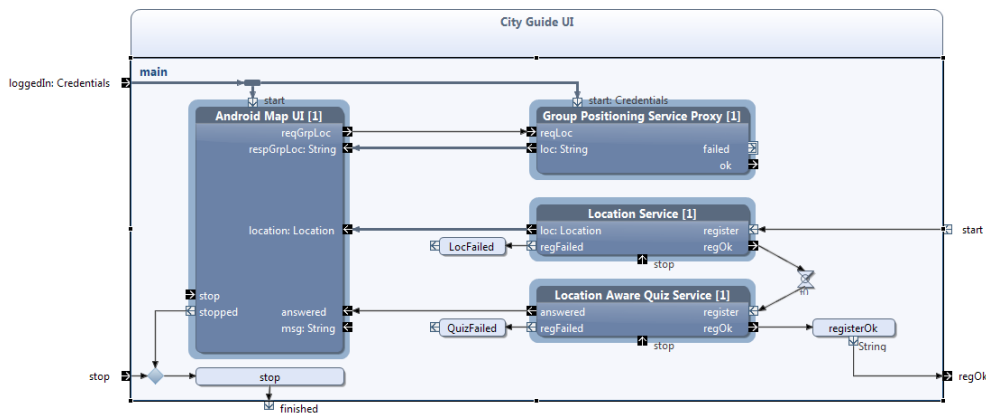 City Guide UI
main
loggedIn: Credentials
start
start: Credentials
Android Map UI [1]
Group Positioning Service Proxy [1]
reqGrpLoc
reqLoc
respGrpLoc: String
loc: String
failed
ok
Location Service [1]
location: Location
loc: Location
register
start
LocFailed
regFailed
regOk
stop
stop
Location Aware Quiz Service [1]
stopped
answered
answered
register
msg: String
QuizFailed
regFailed
regOk
registerOk
stop
String
stop
stop
regOk
finished